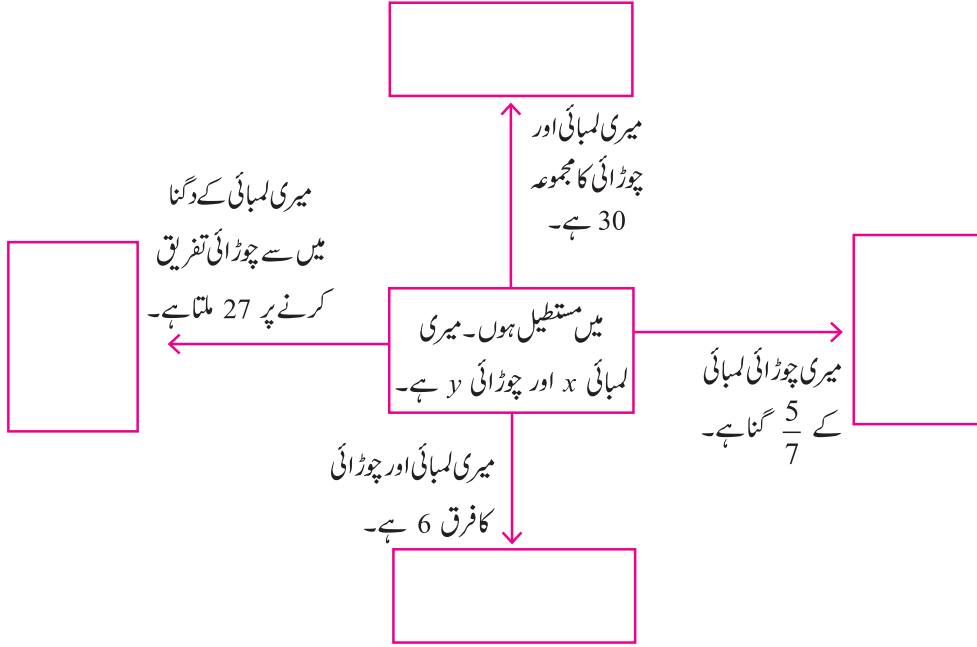 میری لمبائی اور
چوڑائی کا مجموعہ
30 ہے۔
میری لمبائی کے دگنا
میں سے چوڑائی تفریق
کرنے پر 27 ملتا ہے۔
میں مستطیل ہوں۔ میری
لمبائی x اور چوڑائی y ہے۔
میری چوڑائی لمبائی
کے 5/7 گنا ہے۔
میری لمبائی اور چوڑائی
کا فرق 6 ہے۔